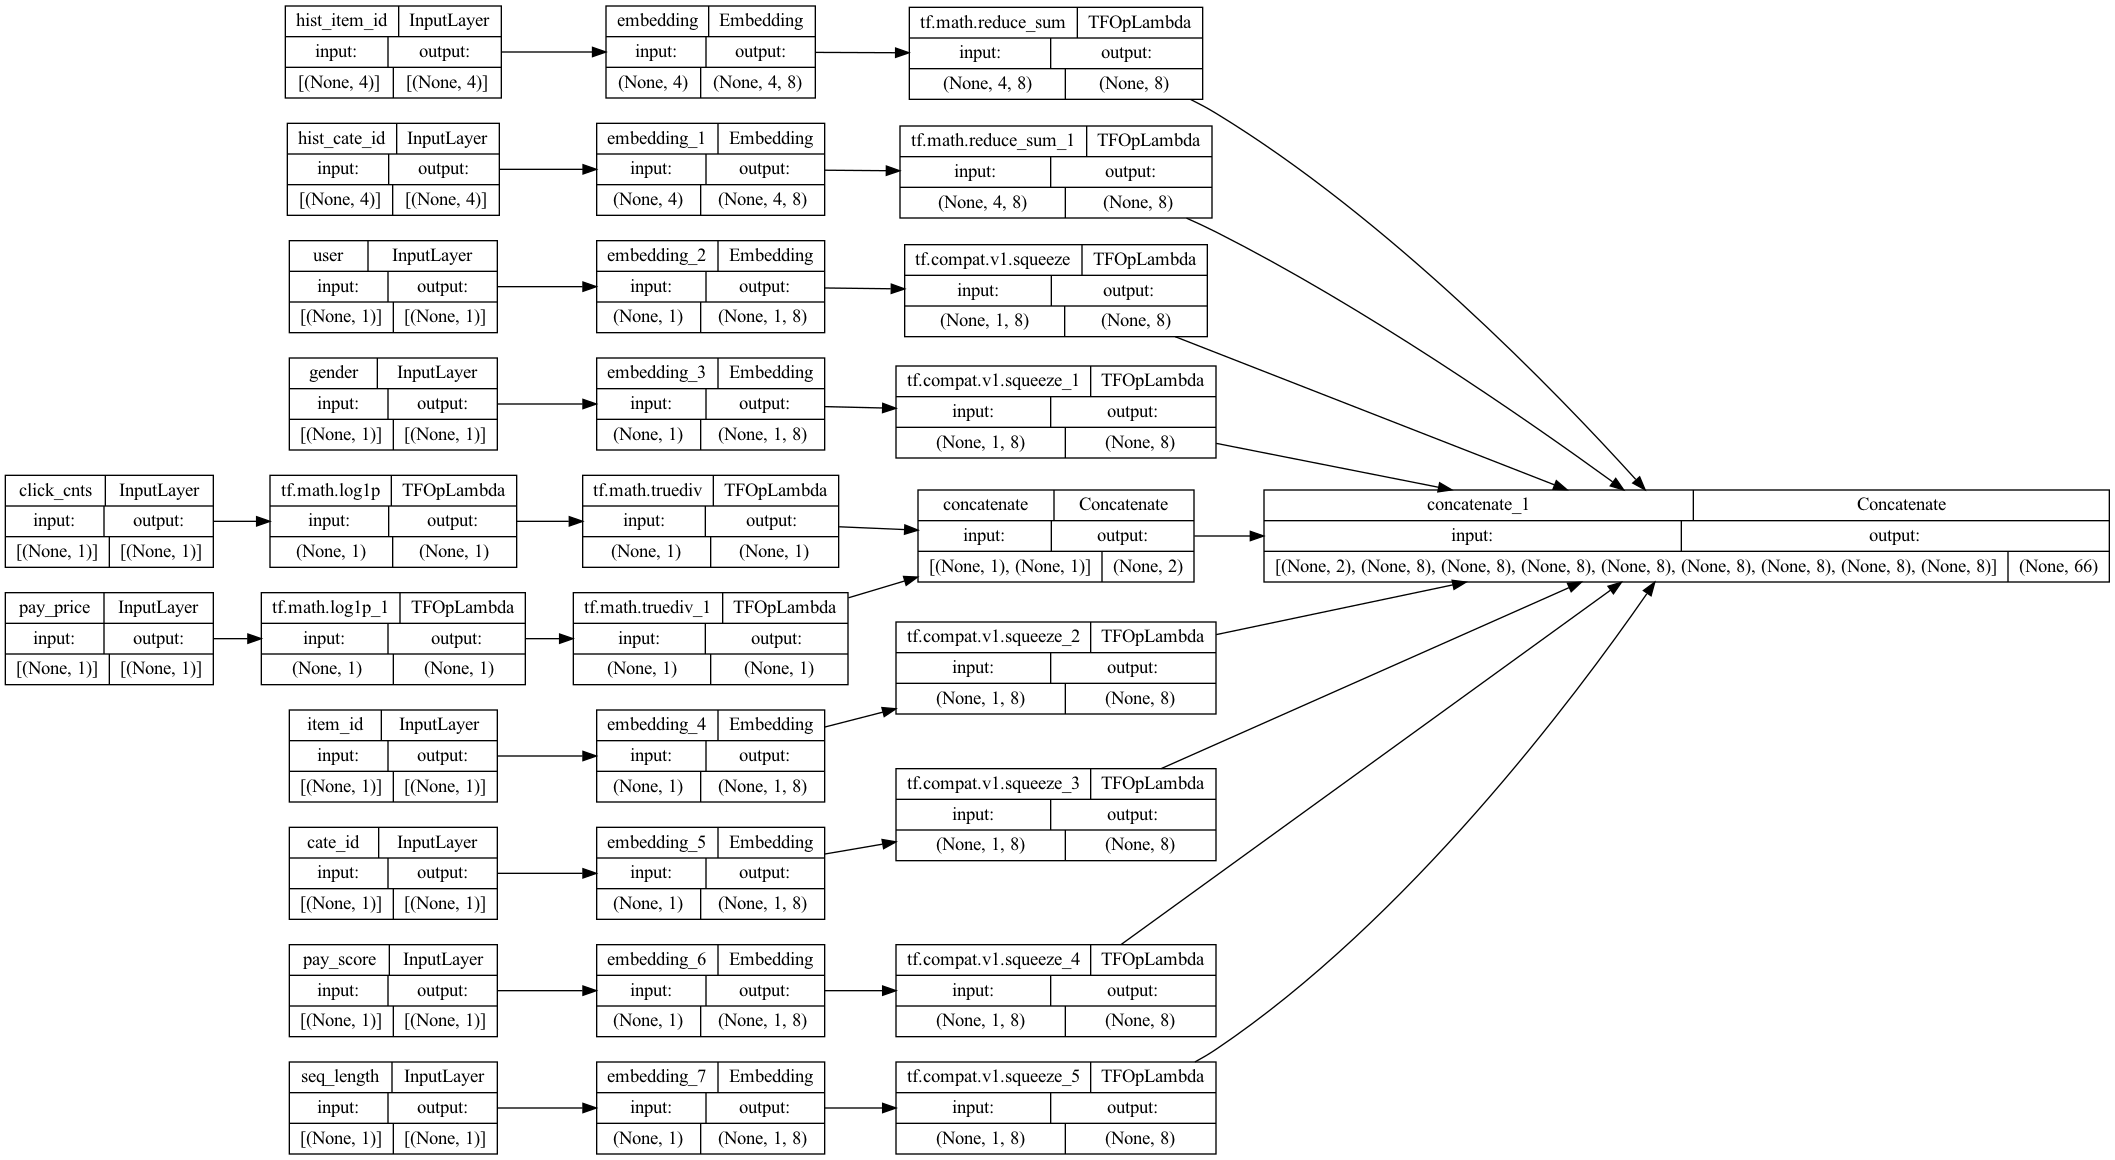 hist_item_id InputLayer
input: output:
[(None, 4)] [(None, 4)]
embedding Embedding
input: output:
(None, 4) (None, 4, 8)
tf.math.reduce_sum TFOpLambda
input: output:
(None, 4, 8) (None, 8)
hist_cate_id InputLayer
input: output:
[(None, 4)] [(None, 4)]
embedding_1 Embedding
input: output:
(None, 4) (None, 4, 8)
tf.math.reduce_sum_1 TFOpLambda
input: output:
(None, 4, 8) (None, 8)
user InputLayer
input: output:
[(None, 1)] [(None, 1)]
embedding_2 Embedding
input: output:
(None, 1) (None, 1, 8)
tf.compat.v1.squeeze TFOpLambda
input: output:
(None, 1, 8) (None, 8)
gender InputLayer
input: output:
[(None, 1)] [(None, 1)]
embedding_3 Embedding
input: output:
(None, 1) (None, 1, 8)
tf.compat.v1.squeeze_1 TFOpLambda
input: output:
(None, 1, 8) (None, 8)
click_cnts InputLayer
input: output:
[(None, 1)] [(None, 1)]
tf.math.log1p TFOpLambda
input: output:
(None, 1) (None, 1)
tf.math.truediv TFOpLambda
input: output:
(None, 1) (None, 1)
concatenate Concatenate
input: output:
[(None, 1), (None, 1)] (None, 2)
concatenate_1 Concatenate
input: output:
[(None, 2), (None, 8), (None, 8), (None, 8), (None, 8), (None, 8), (None, 8), (None, 8), (None, 8)] (None, 66)
pay_price InputLayer
input: output:
[(None, 1)] [(None, 1)]
tf.math.log1p_1 TFOpLambda
input: output:
(None, 1) (None, 1)
tf.math.truediv_1 TFOpLambda
input: output:
(None, 1) (None, 1)
tf.compat.v1.squeeze_2 TFOpLambda
input: output:
(None, 1, 8) (None, 8)
item_id InputLayer
input: output:
[(None, 1)] [(None, 1)]
embedding_4 Embedding
input: output:
(None, 1) (None, 1, 8)
tf.compat.v1.squeeze_3 TFOpLambda
input: output:
(None, 1, 8) (None, 8)
cate_id InputLayer
input: output:
[(None, 1)] [(None, 1)]
embedding_5 Embedding
input: output:
(None, 1) (None, 1, 8)
pay_score InputLayer
input: output:
[(None, 1)] [(None, 1)]
embedding_6 Embedding
input: output:
(None, 1) (None, 1, 8)
tf.compat.v1.squeeze_4 TFOpLambda
input: output:
(None, 1, 8) (None, 8)
seq_length InputLayer
input: output:
[(None, 1)] [(None, 1)]
embedding_7 Embedding
input: output:
(None, 1) (None, 1, 8)
tf.compat.v1.squeeze_5 TFOpLambda
input: output:
(None, 1, 8) (None, 8)